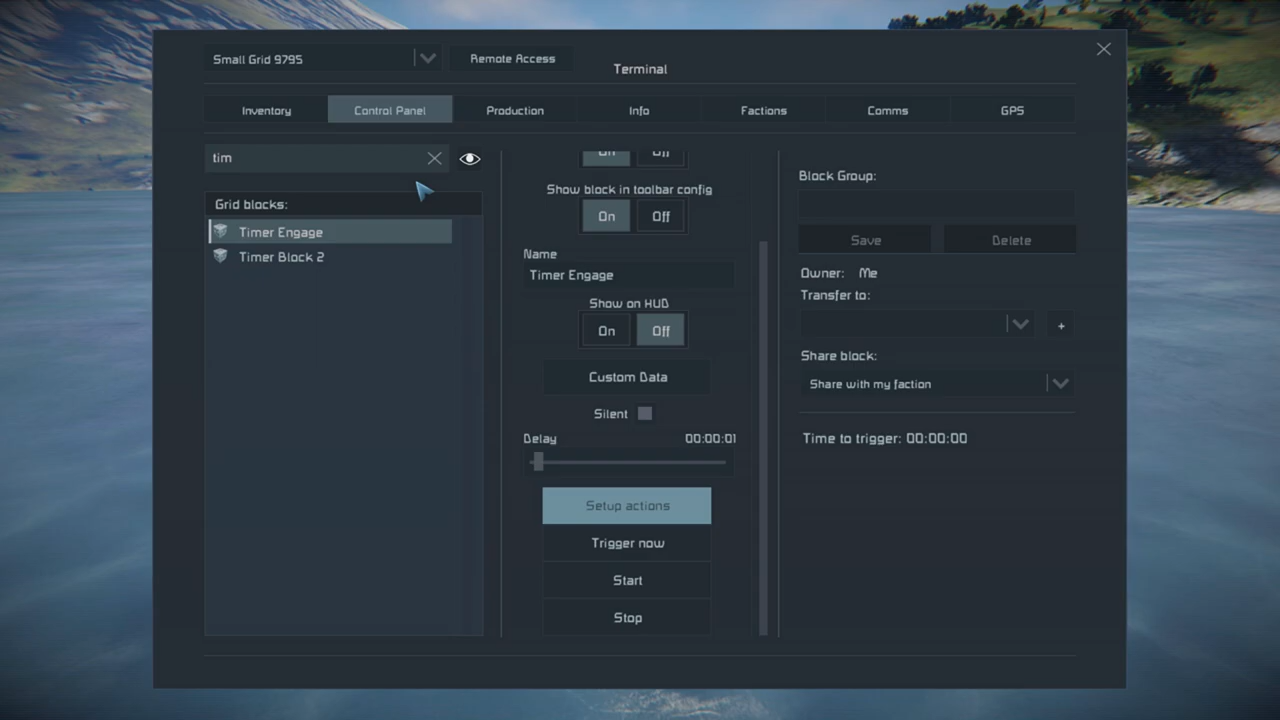 Small Grid 9795
Remote Access
Terminal
Inventory
Control Panel
Production
Info
Factions
Comms
GPS
tim
Grid blocks:
Timer Engage
Timer Block 2
On
Off
Show block in toolbar config
On
Off
Name
Timer Engage
Show on HUD
On
Off
Custom Data
Silent
Delay
00:00:01
Setup actions
Trigger now
Start
Stop
Block Group:
Save
Delete
Owner: Me
Transfer to:
+
Share block:
Share with my faction
Time to trigger: 00:00:00